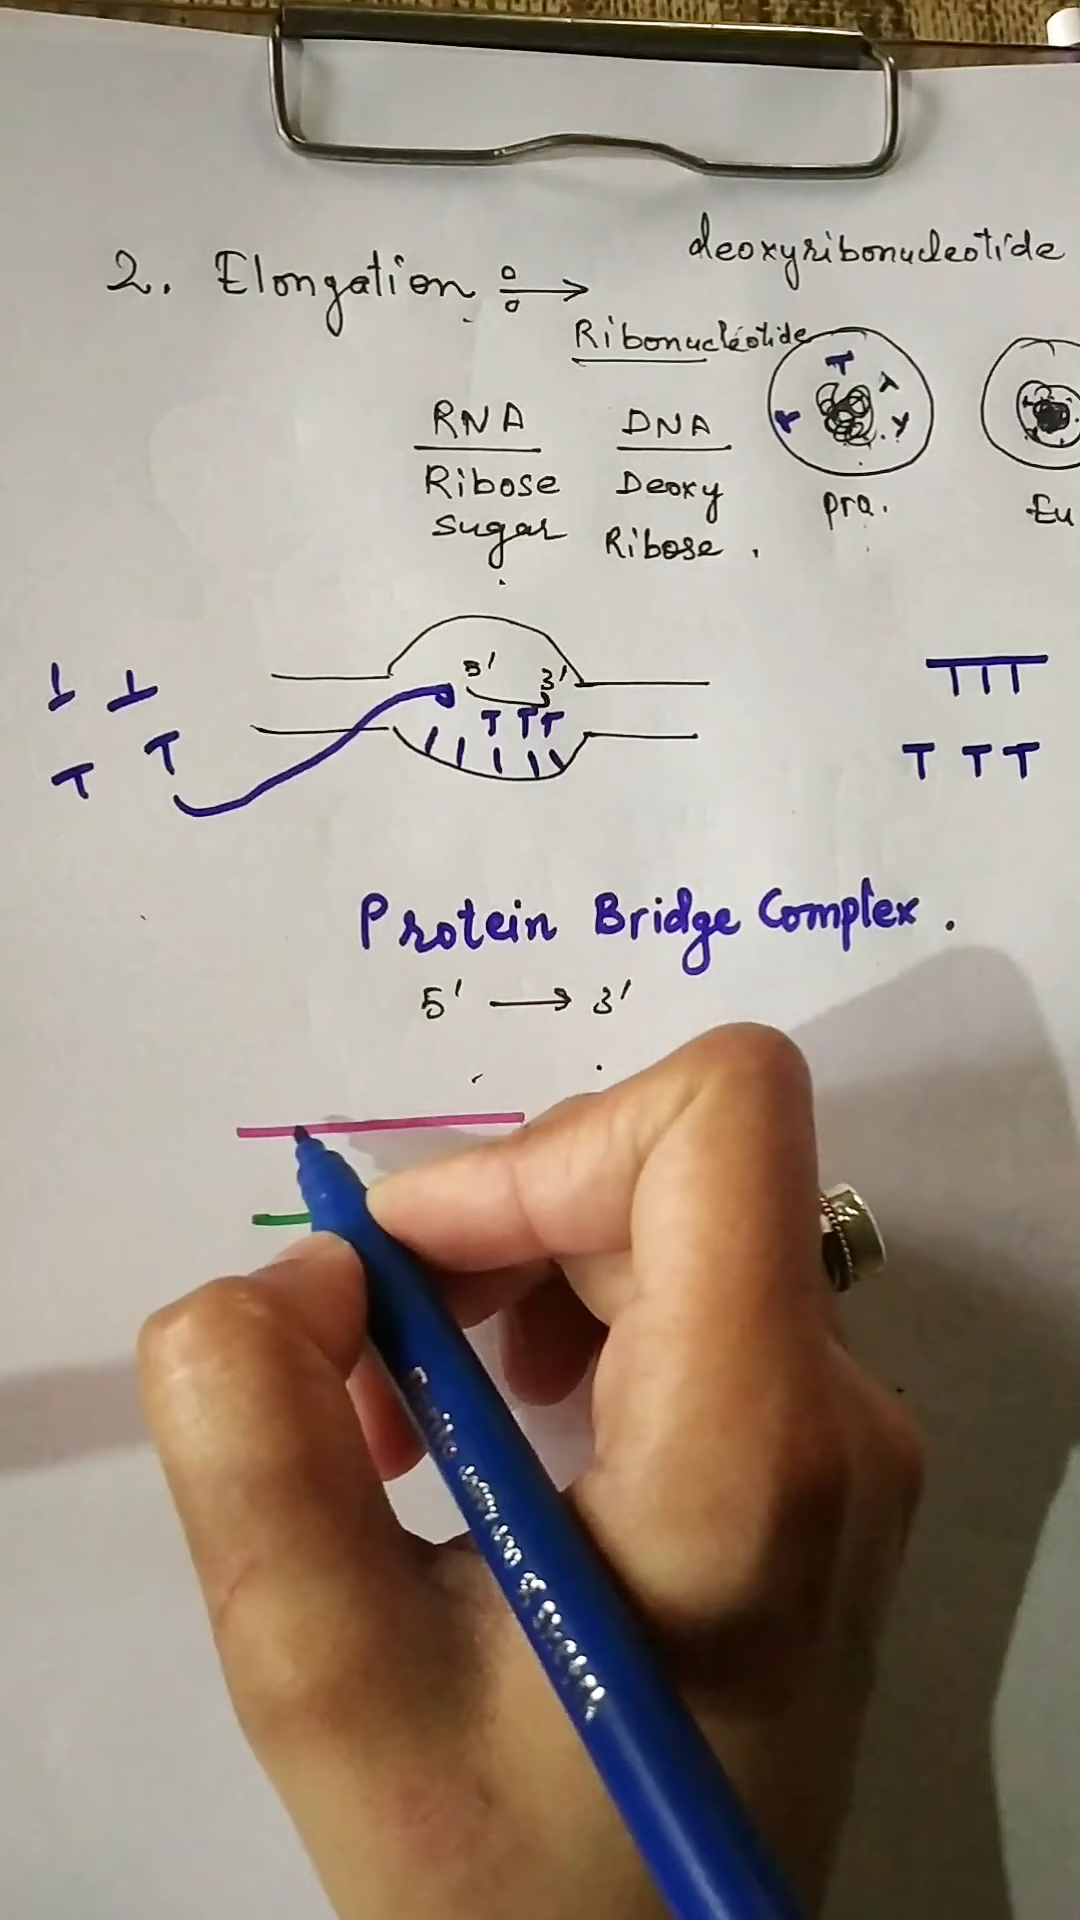 deoxyribonucleotide
2. Elongation
Ribonucleotide
RNA DNA
Ribose Deoxy
Sugar Ribose.
Pro. Eu
5' 3'
T T T
T T
T T T
Protein Bridge Complex.
5' → 3'